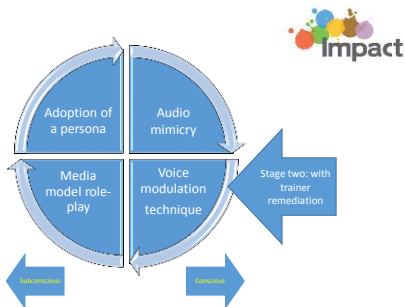 Impact
Adoption of
a persona
Audio
mimicry
Media
model role-
play
Voice
modulation
technique
Stage two: with
trainer
remediation
Subconscious
Conscious